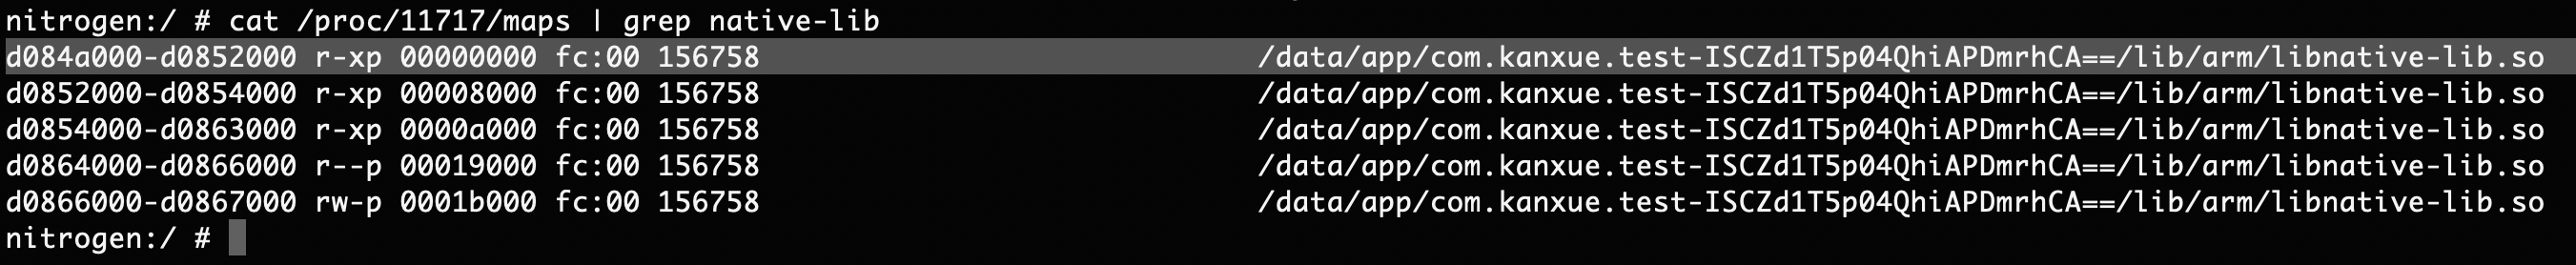 nitrogen:/ # cat /proc/11717/maps | grep native-lib
d084a000-d0852000 r-xp 00000000 fc:00 156758 /data/app/com.kanxue.test-ISCZd1T5p04QhiAPDmrhCA==/lib/arm/libnative-lib.so
d0852000-d0854000 r-xp 00008000 fc:00 156758 /data/app/com.kanxue.test-ISCZd1T5p04QhiAPDmrhCA==/lib/arm/libnative-lib.so
d0854000-d0863000 r-xp 0000a000 fc:00 156758 /data/app/com.kanxue.test-ISCZd1T5p04QhiAPDmrhCA==/lib/arm/libnative-lib.so
d0864000-d0866000 r--p 00019000 fc:00 156758 /data/app/com.kanxue.test-ISCZd1T5p04QhiAPDmrhCA==/lib/arm/libnative-lib.so
d0866000-d0867000 rw-p 0001b000 fc:00 156758 /data/app/com.kanxue.test-ISCZd1T5p04QhiAPDmrhCA==/lib/arm/libnative-lib.so
nitrogen:/ #